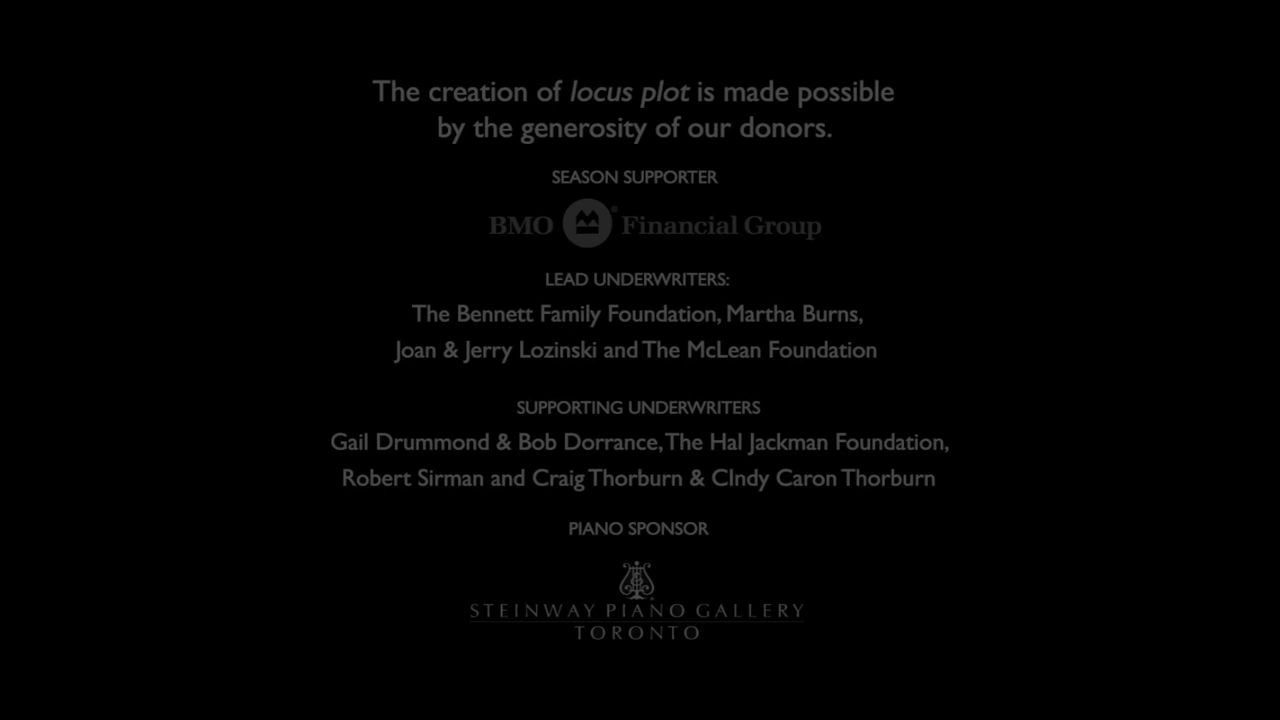 The creation of locus plot is made possible
by the generosity of our donors.
SEASON SUPPORTER
BMO Financial Group
LEAD UNDERWRITERS:
The Bennett Family Foundation, Martha Burns,
Joan & Jerry Lozinski and The McLean Foundation
SUPPORTING UNDERWRITERS
Gail Drummond & Bob Dorrance, The Hal Jackman Foundation,
Robert Sirman and Craig Thorburn & CIndy Caron Thorburn
PIANO SPONSOR
STEINWAY PIANO GALLERY
TORONTO